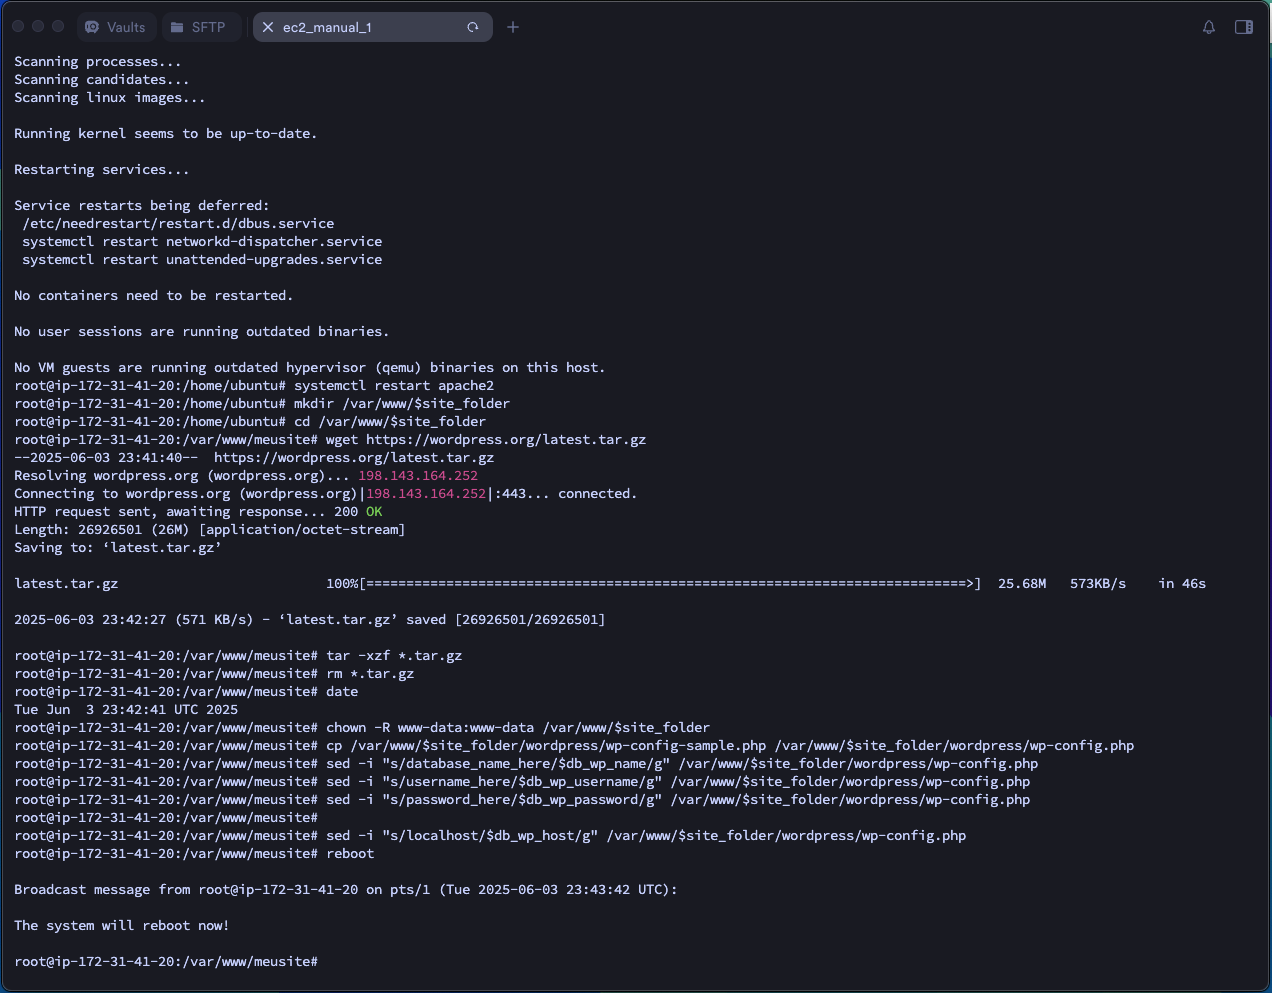 Vaults SFTP ec2_manual_1
Scanning processes...
Scanning candidates...
Scanning linux images...
Running kernel seems to be up-to-date.
Restarting services...
Service restarts being deferred:
 /etc/needrestart/restart.d/dbus.service
 systemctl restart networkd-dispatcher.service
 systemctl restart unattended-upgrades.service
No containers need to be restarted.
No user sessions are running outdated binaries.
No VM guests are running outdated hypervisor (qemu) binaries on this host.
root@ip-172-31-41-20:/home/ubuntu# systemctl restart apache2
root@ip-172-31-41-20:/home/ubuntu# mkdir /var/www/$site_folder
root@ip-172-31-41-20:/home/ubuntu# cd /var/www/$site_folder
root@ip-172-31-41-20:/var/www/meusite# wget https://wordpress.org/latest.tar.gz
--2025-06-03 23:41:40--  https://wordpress.org/latest.tar.gz
Resolving wordpress.org (wordpress.org)... 198.143.164.252
Connecting to wordpress.org (wordpress.org)|198.143.164.252|:443... connected.
HTTP request sent, awaiting response... 200 OK
Length: 26926501 (26M) [application/octet-stream]
Saving to: ‘latest.tar.gz’
latest.tar.gz 100%[===========================================================================>] 25.68M 573KB/s in 46s
2025-06-03 23:42:27 (571 KB/s) - ‘latest.tar.gz’ saved [26926501/26926501]
root@ip-172-31-41-20:/var/www/meusite# tar -xzf *.tar.gz
root@ip-172-31-41-20:/var/www/meusite# rm *.tar.gz
root@ip-172-31-41-20:/var/www/meusite# date
Tue Jun  3 23:42:41 UTC 2025
root@ip-172-31-41-20:/var/www/meusite# chown -R www-data:www-data /var/www/$site_folder
root@ip-172-31-41-20:/var/www/meusite# cp /var/www/$site_folder/wordpress/wp-config-sample.php /var/www/$site_folder/wordpress/wp-config.php
root@ip-172-31-41-20:/var/www/meusite# sed -i "s/database_name_here/$db_wp_name/g" /var/www/$site_folder/wordpress/wp-config.php
root@ip-172-31-41-20:/var/www/meusite# sed -i "s/username_here/$db_wp_username/g" /var/www/$site_folder/wordpress/wp-config.php
root@ip-172-31-41-20:/var/www/meusite# sed -i "s/password_here/$db_wp_password/g" /var/www/$site_folder/wordpress/wp-config.php
root@ip-172-31-41-20:/var/www/meusite#
root@ip-172-31-41-20:/var/www/meusite# sed -i "s/localhost/$db_wp_host/g" /var/www/$site_folder/wordpress/wp-config.php
root@ip-172-31-41-20:/var/www/meusite# reboot
Broadcast message from root@ip-172-31-41-20 on pts/1 (Tue 2025-06-03 23:43:42 UTC):
The system will reboot now!
root@ip-172-31-41-20:/var/www/meusite#